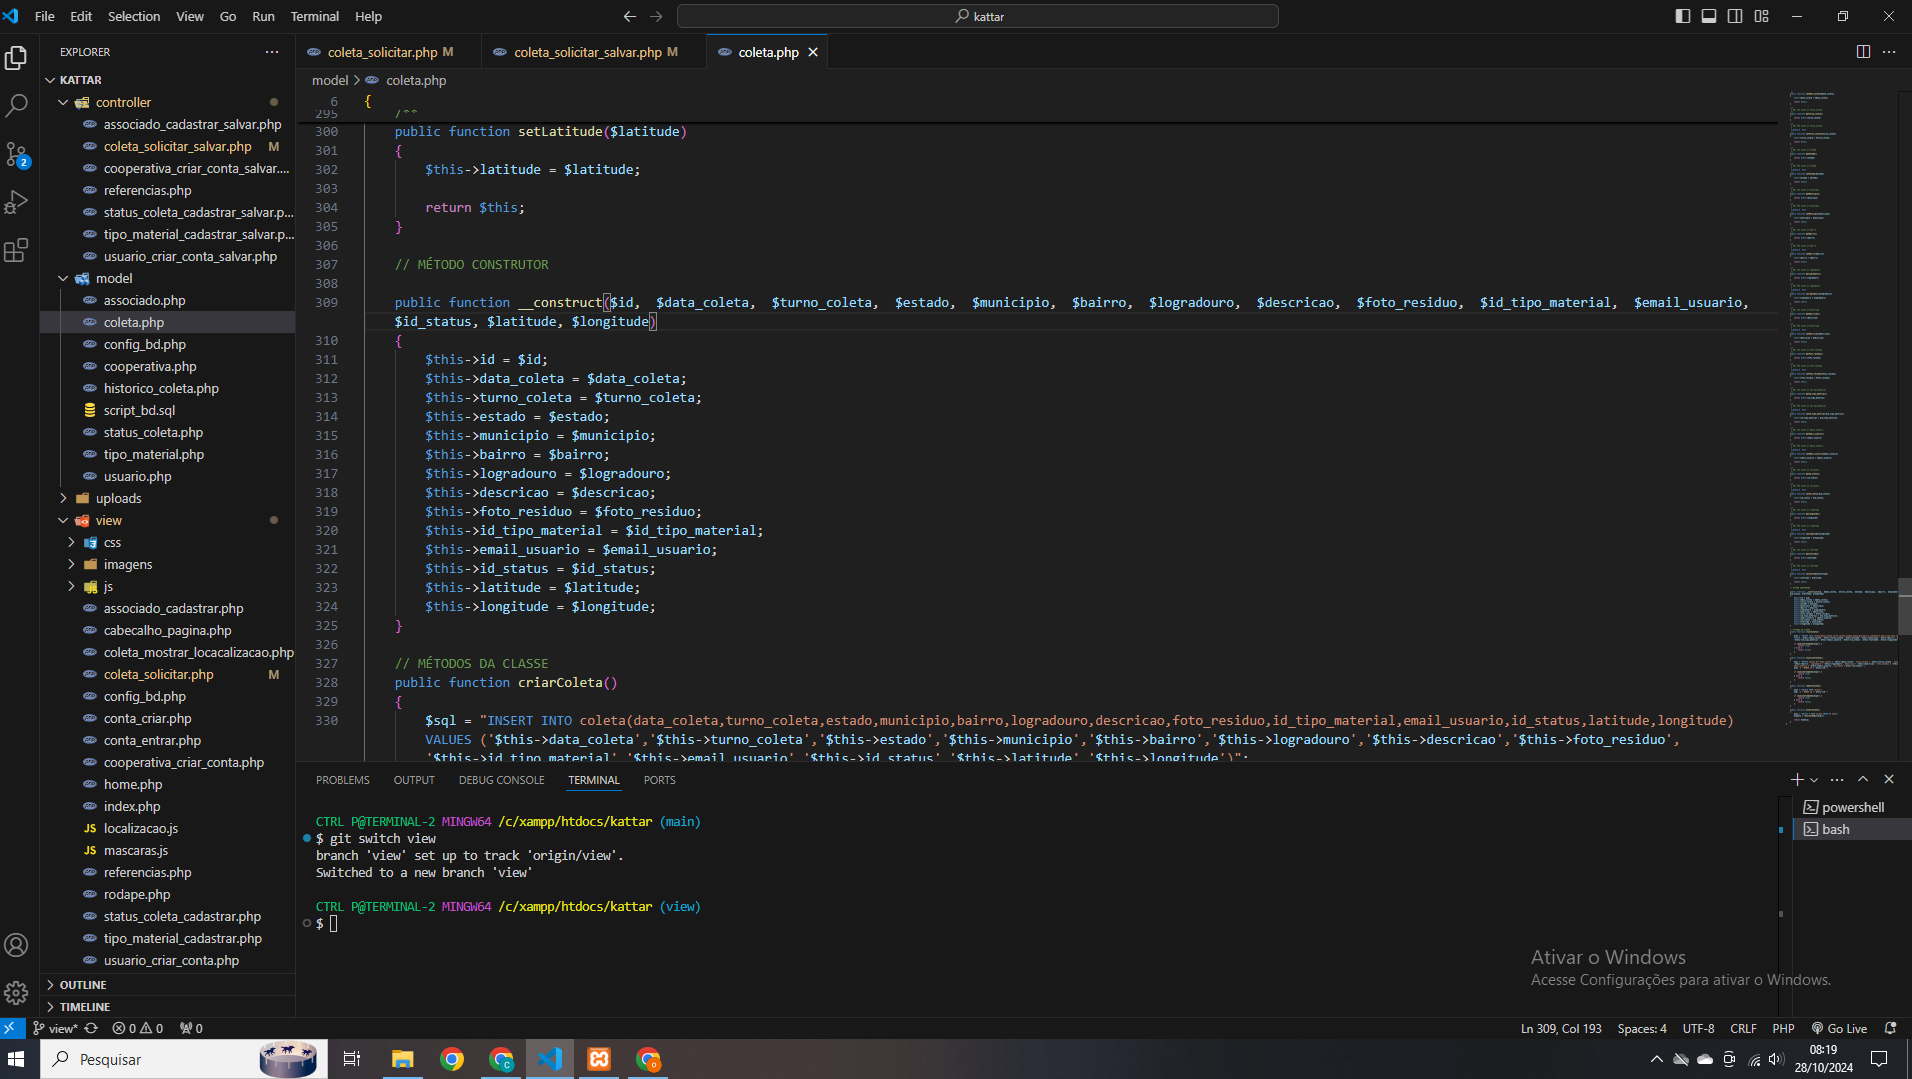 File Edit Selection View Go Run Terminal Help
kattar
EXPLORER
KATTAR
controller
associado_cadastrar_salvar.php
coleta_solicitar_salvar.php M
cooperativa_criar_conta_salvar....
referencias.php
status_coleta_cadastrar_salvar.p...
tipo_material_cadastrar_salvar.p...
usuario_criar_conta_salvar.php
model
associado.php
coleta.php
config_bd.php
cooperativa.php
historico_coleta.php
script_bd.sql
status_coleta.php
tipo_material.php
usuario.php
uploads
view
css
imagens
js
associado_cadastrar.php
cabecalho_pagina.php
coleta_mostrar_locacalizacao.php
coleta_solicitar.php M
config_bd.php
conta_criar.php
conta_entrar.php
cooperativa_criar_conta.php
home.php
index.php
JS localizacao.js
JS mascaras.js
referencias.php
rodape.php
status_coleta_cadastrar.php
tipo_material_cadastrar.php
usuario_criar_conta.php
OUTLINE
TIMELINE
2
coleta_solicitar.php M coleta_solicitar_salvar.php M coleta.php
model > coleta.php
6 {
295 /**
300 public function setLatitude($latitude)
301 {
302 $this->latitude = $latitude;
303
304 return $this;
305 }
306
307 // MÉTODO CONSTRUTOR
308
309 public function __construct($id, $data_coleta, $turno_coleta, $estado, $municipio, $bairro, $logradouro, $descricao, $foto_residuo, $id_tipo_material, $email_usuario,
$id_status, $latitude, $longitude)
310 {
311 $this->id = $id;
312 $this->data_coleta = $data_coleta;
313 $this->turno_coleta = $turno_coleta;
314 $this->estado = $estado;
315 $this->municipio = $municipio;
316 $this->bairro = $bairro;
317 $this->logradouro = $logradouro;
318 $this->descricao = $descricao;
319 $this->foto_residuo = $foto_residuo;
320 $this->id_tipo_material = $id_tipo_material;
321 $this->email_usuario = $email_usuario;
322 $this->id_status = $id_status;
323 $this->latitude = $latitude;
324 $this->longitude = $longitude;
325 }
326
327 // MÉTODOS DA CLASSE
328 public function criarColeta()
329 {
330 $sql = "INSERT INTO coleta(data_coleta,turno_coleta,estado,municipio,bairro,logradouro,descricao,foto_residuo,id_tipo_material,email_usuario,id_status,latitude,longitude)
VALUES ('$this->data_coleta','$this->turno_coleta','$this->estado','$this->municipio','$this->bairro','$this->logradouro','$this->descricao','$this->foto_residuo',
'$this->id_tipo_material','$this->email_usuario','$this->id_status','$this->latitude','$this->longitude')";
PROBLEMS OUTPUT DEBUG CONSOLE TERMINAL PORTS
CTRL P@TERMINAL-2 MINGW64 /c/xampp/htdocs/kattar (main)
$ git switch view
branch 'view' set up to track 'origin/view'.
Switched to a new branch 'view'
CTRL P@TERMINAL-2 MINGW64 /c/xampp/htdocs/kattar (view)
$
powershell
bash
Ativar o Windows
Acesse Configurações para ativar o Windows.
view* 0 0 0 Ln 309, Col 193 Spaces: 4 UTF-8 CRLF PHP Go Live
Pesquisar
08:19
28/10/2024